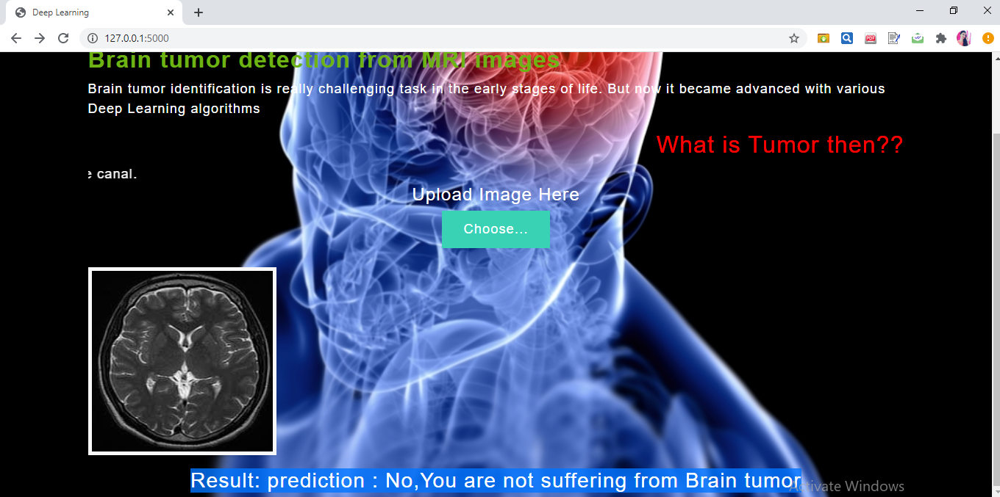 Deep Learning
127.0.0.1:5000
Brain tumor detection from MRI images
Brain tumor identification is really challenging task in the early stages of life. But now it became advanced with various
Deep Learning algorithms
What is Tumor then??
e canal.
Upload Image Here
Choose...
Result: prediction : No,You are not suffering from Brain tumor
Activate Windows